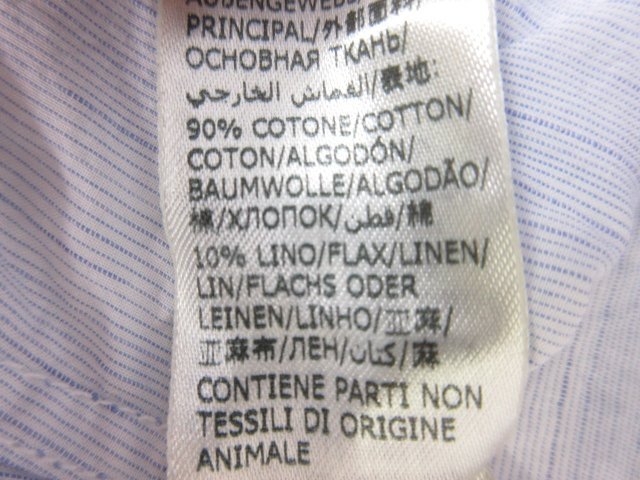 AUßENGEWEBE
PRINCIPAL/外部面料/
ОСНОВНАЯ ТКАНЬ/
القماش الخارجي/表地:
90% COTONE/COTTON/
COTON/ALGODÓN/
BAUMWOLLE/ALGODÃO/
棉/ХЛОПОК/قطن/綿
10% LINO/FLAX/LINEN/
LIN/FLACHS ODER
LEINEN/LINHO/亚麻/
亚麻布/ЛЕН/كتان/麻
CONTIENE PARTI NON
TESSILI DI ORIGINE
ANIMALE